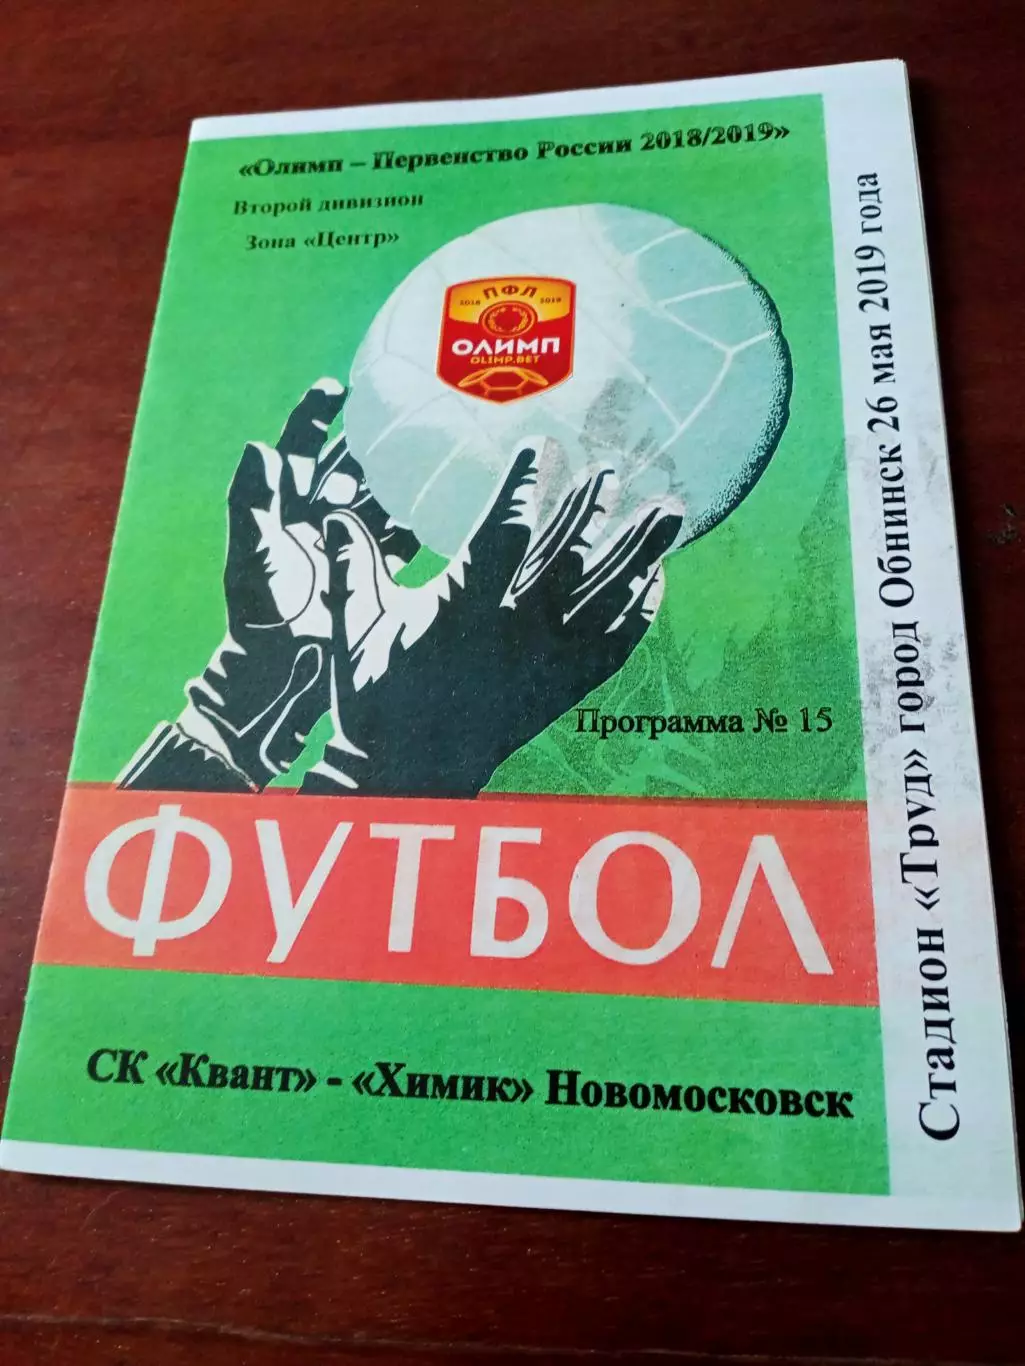 «Олимп – Первенство России 2018/2019»
Второй дивизион
Зона «Центр»
ПФЛ
2018 2019
ОЛИМП
OLIMP.BET
Программа № 15
ФУТБОЛ
СК «Квант» - «Химик» Новомосковск
Стадион «Труд» город Обнинск 26 мая 2019 года